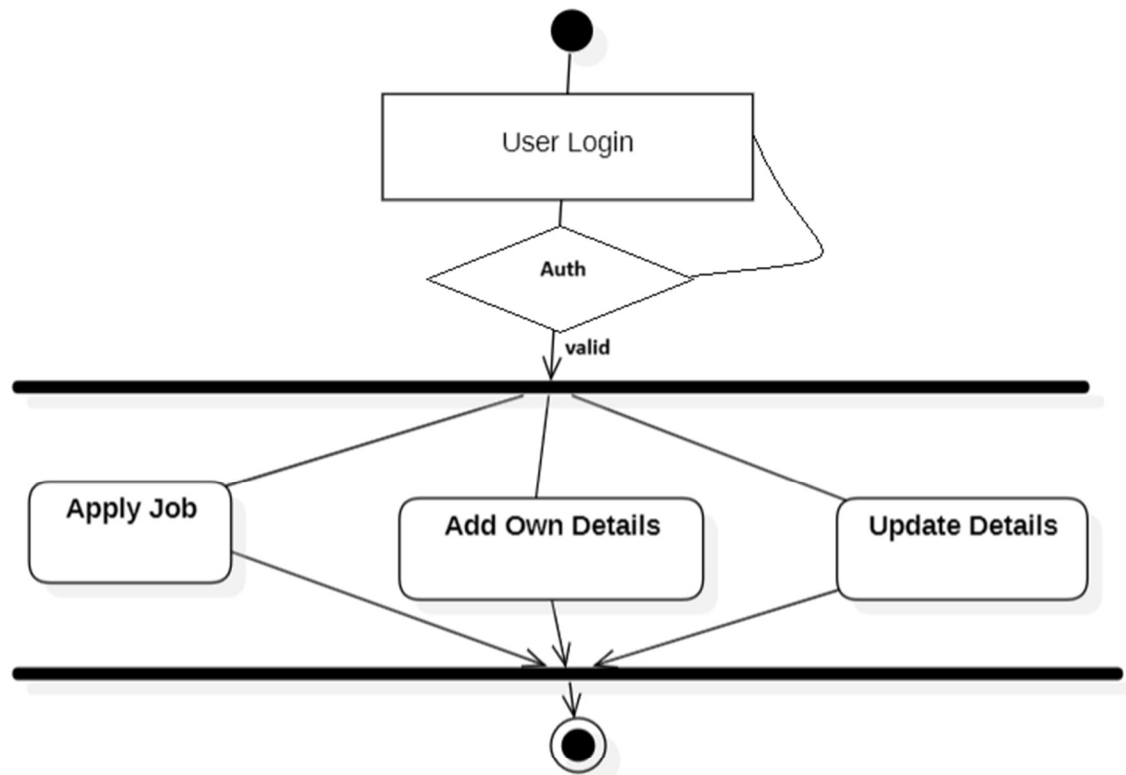 User Login
Auth
valid
Apply Job
Add Own Details
Update Details